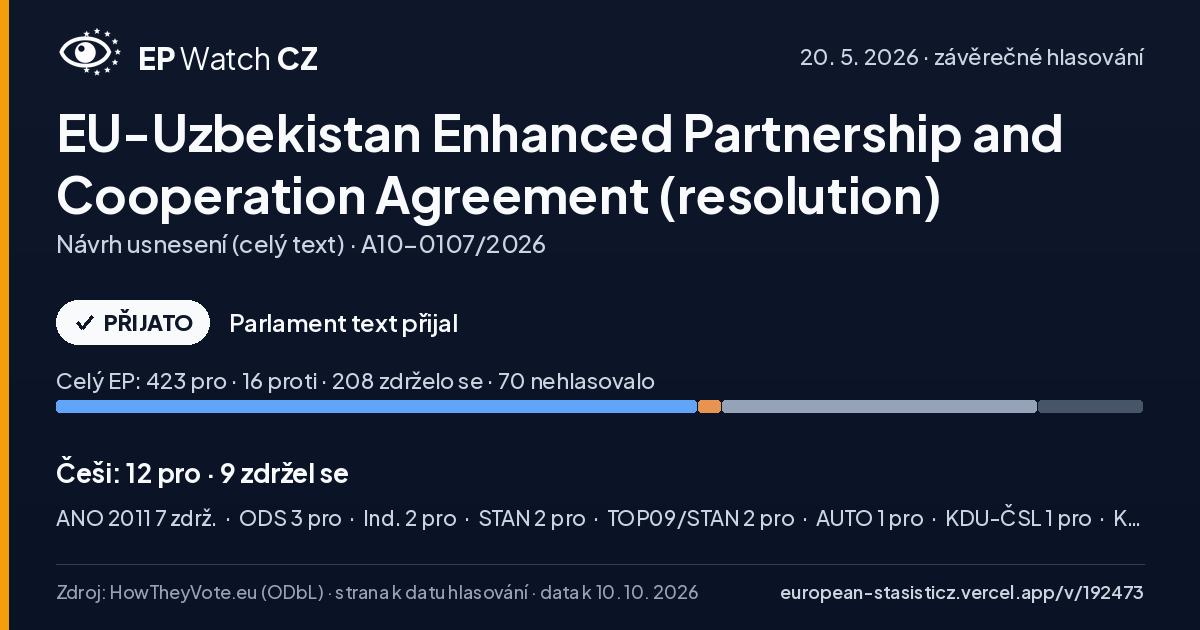 EP Watch CZ
20. 5. 2026 · závěrečné hlasování
EU-Uzbekistan Enhanced Partnership and
Cooperation Agreement (resolution)
Návrh usnesení (celý text) · A10-0107/2026
✓ PŘIJATO
Parlament text přijal
Celý EP: 423 pro · 16 proti · 208 zdrželo se · 70 nehlasovalo
Češi: 12 pro · 9 zdržel se
ANO 2011 7 zdrž. · ODS 3 pro · Ind. 2 pro · STAN 2 pro · TOP09/STAN 2 pro · AUTO 1 pro · KDU-ČSL 1 pro · K...
Zdroj: HowTheyVote.eu (ODbL) · strana k datu hlasování · data k 10. 10. 2026
european-stasisticz.vercel.app/v/192473